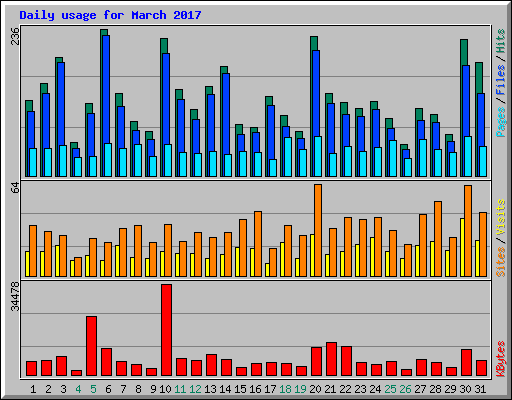 Daily usage for March 2017
236
Pages / Files / Hits
64
Sites / Visits
34478
KBytes
1 2 3 4 5 6 7 8 9 10 11 12 13 14 15 16 17 18 19 20 21 22 23 24 25 26 27 28 29 30 31